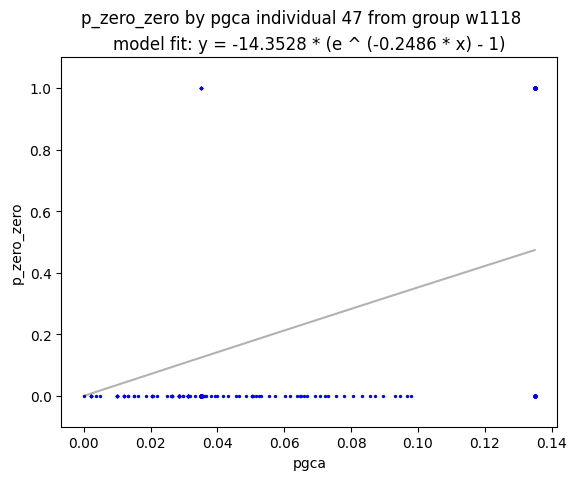 p_zero_zero by pgca individual 47 from group w1118
model fit: y = -14.3528 * (e ^ (-0.2486 * x) - 1)
1.0
0.8
0.6
0.4
0.2
0.0
p_zero_zero
0.00 0.02 0.04 0.06 0.08 0.10 0.12 0.14
pgca